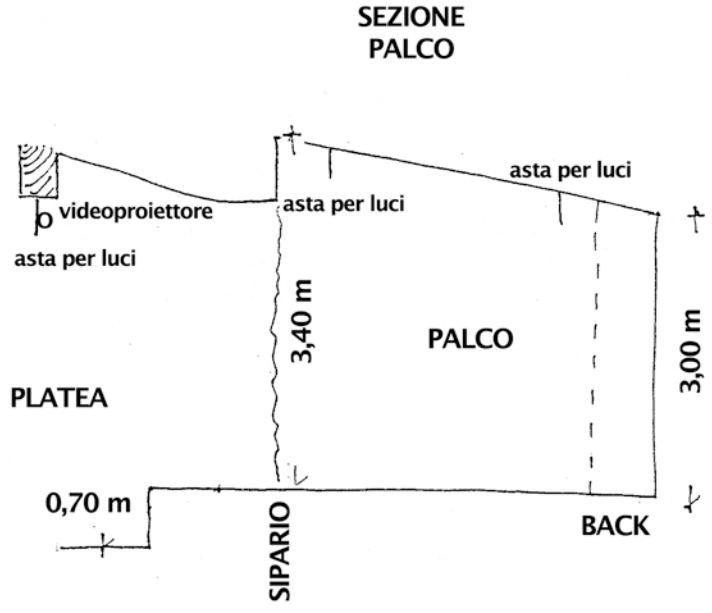 SEZIONE
PALCO
asta per luci
videoproiettore
asta per luci
asta per luci
3,40 m
PALCO
3,00 m
PLATEA
0,70 m
SIPARIO
BACK